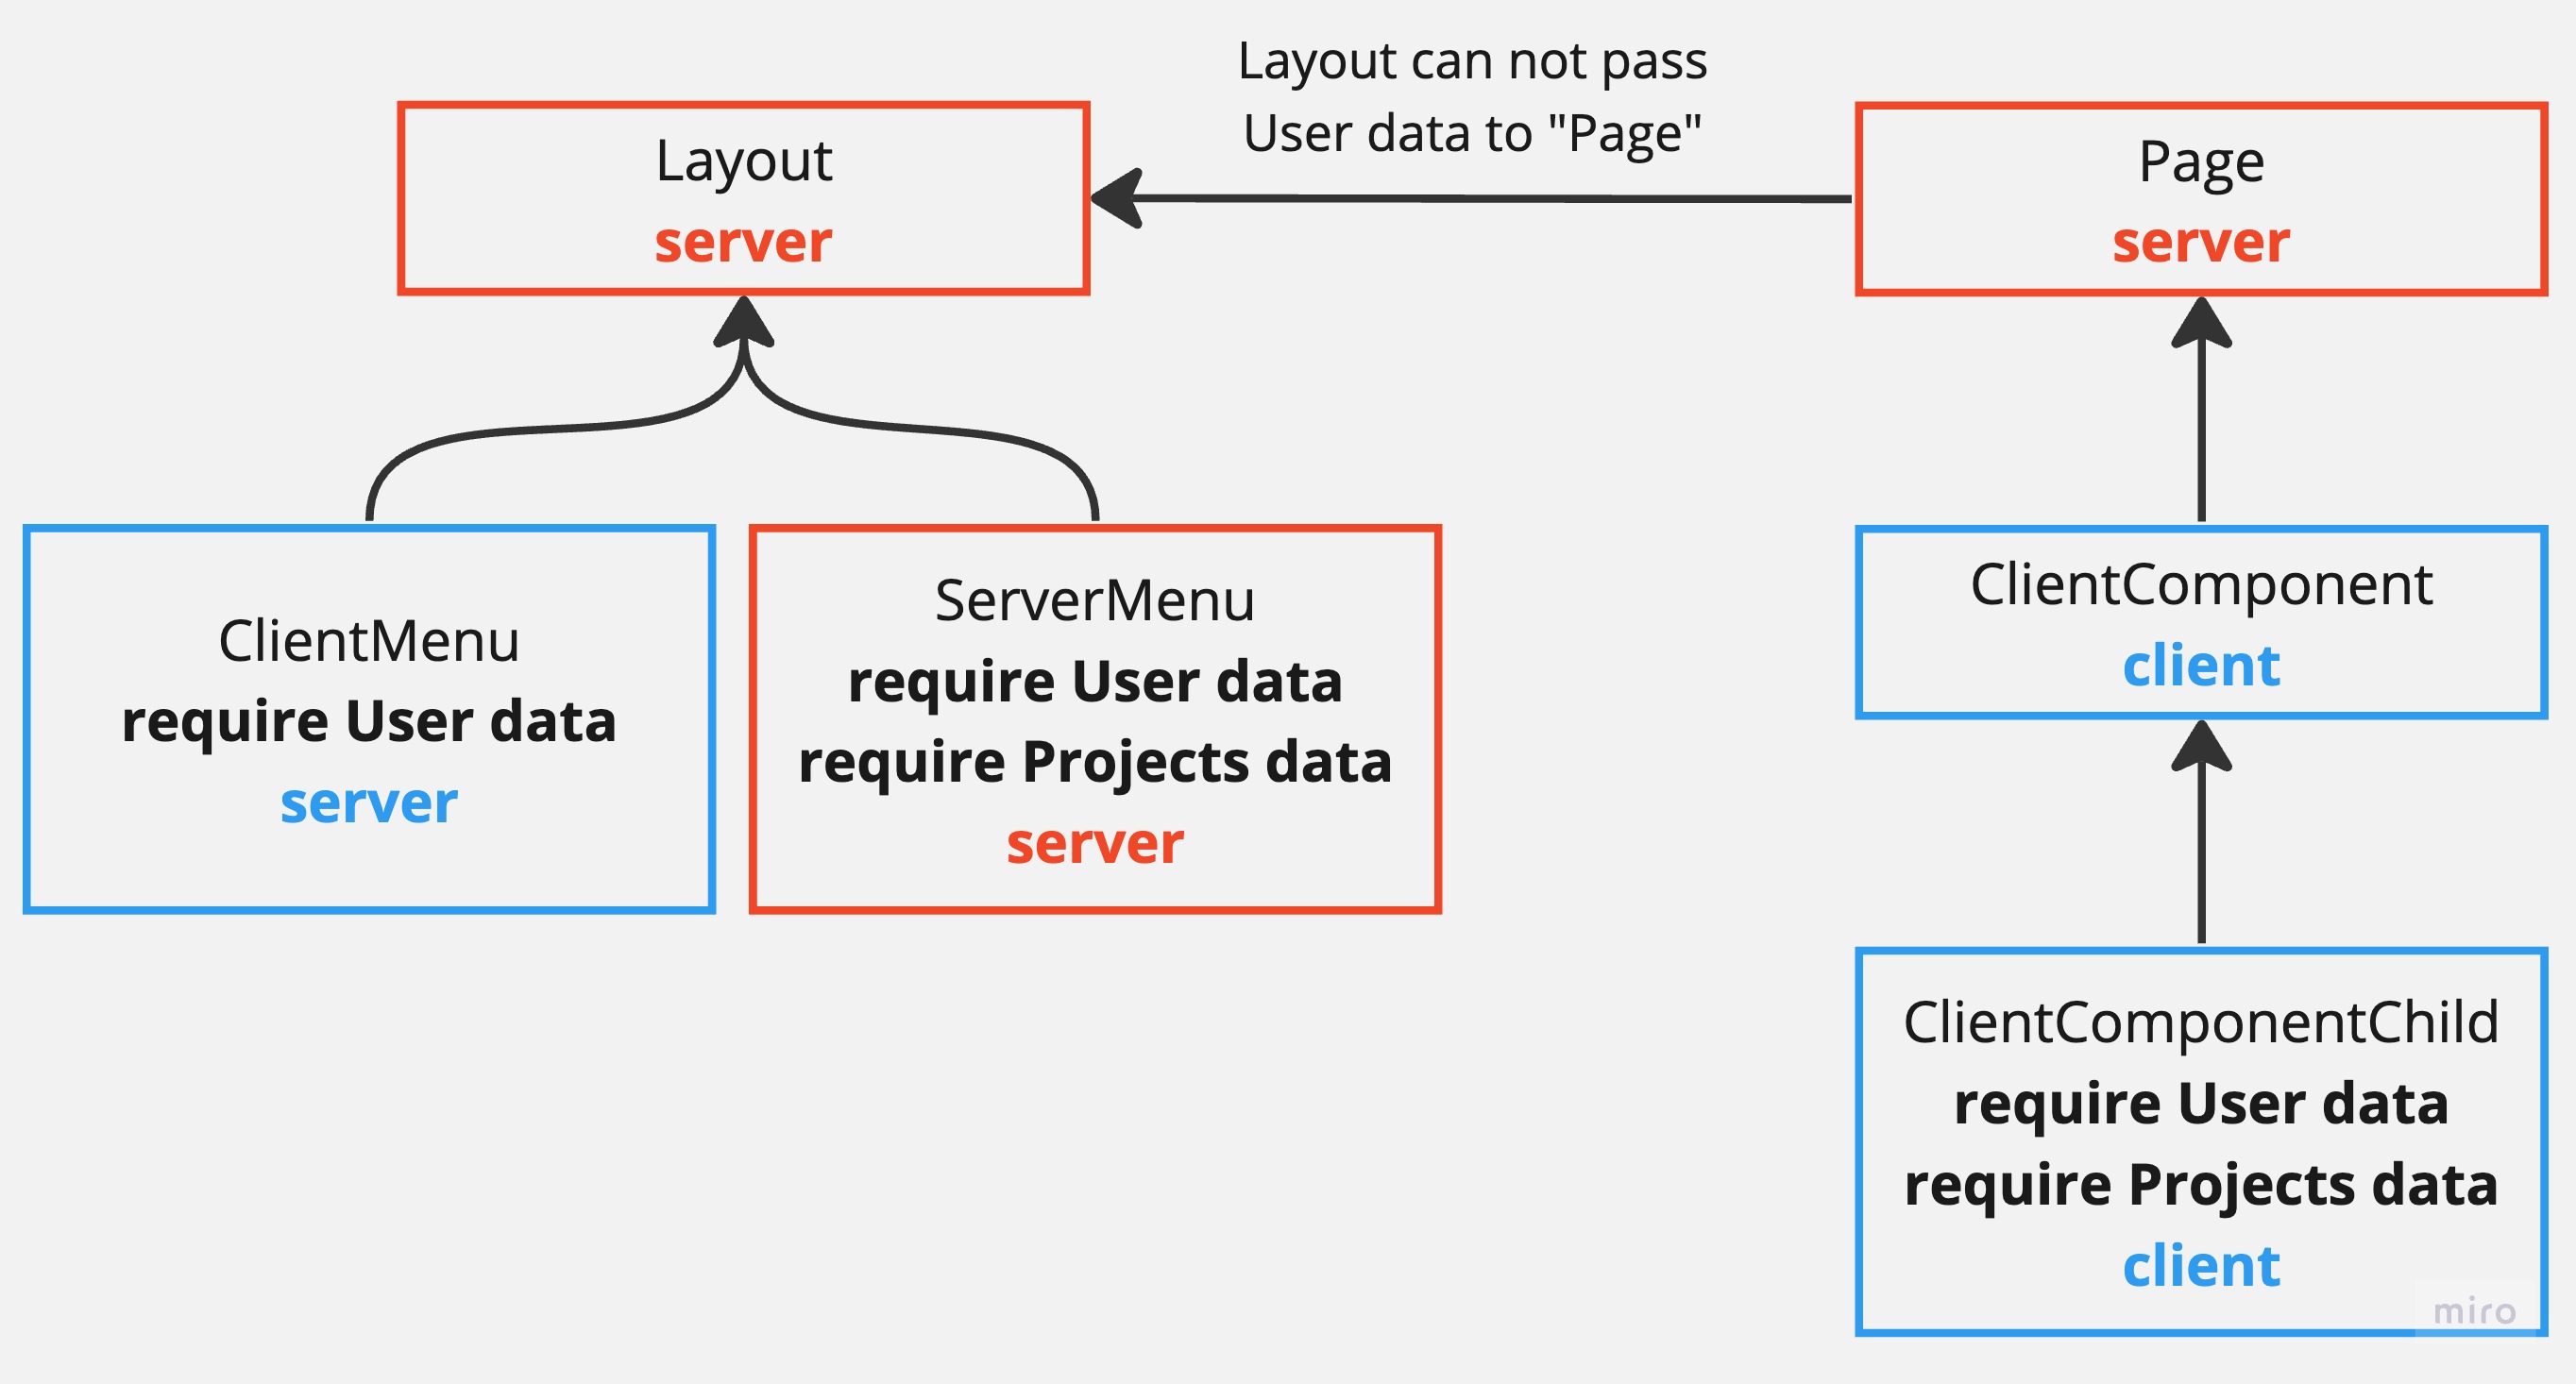 Layout can not pass
User data to "Page"
Layout
server
Page
server
ClientMenu
require User data
server
ServerMenu
require User data
require Projects data
server
ClientComponent
client
ClientComponentChild
require User data
require Projects data
client
miro